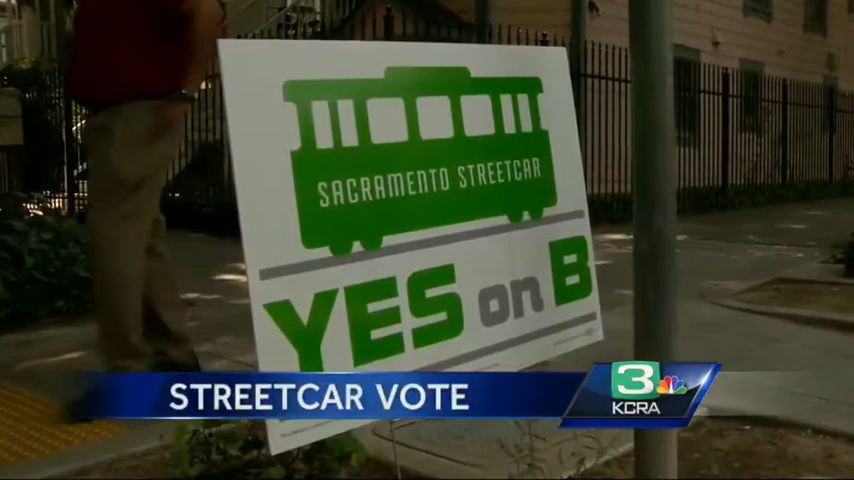 SACRAMENTO STREETCAR
YES on B
STREETCAR VOTE
3
KCRA